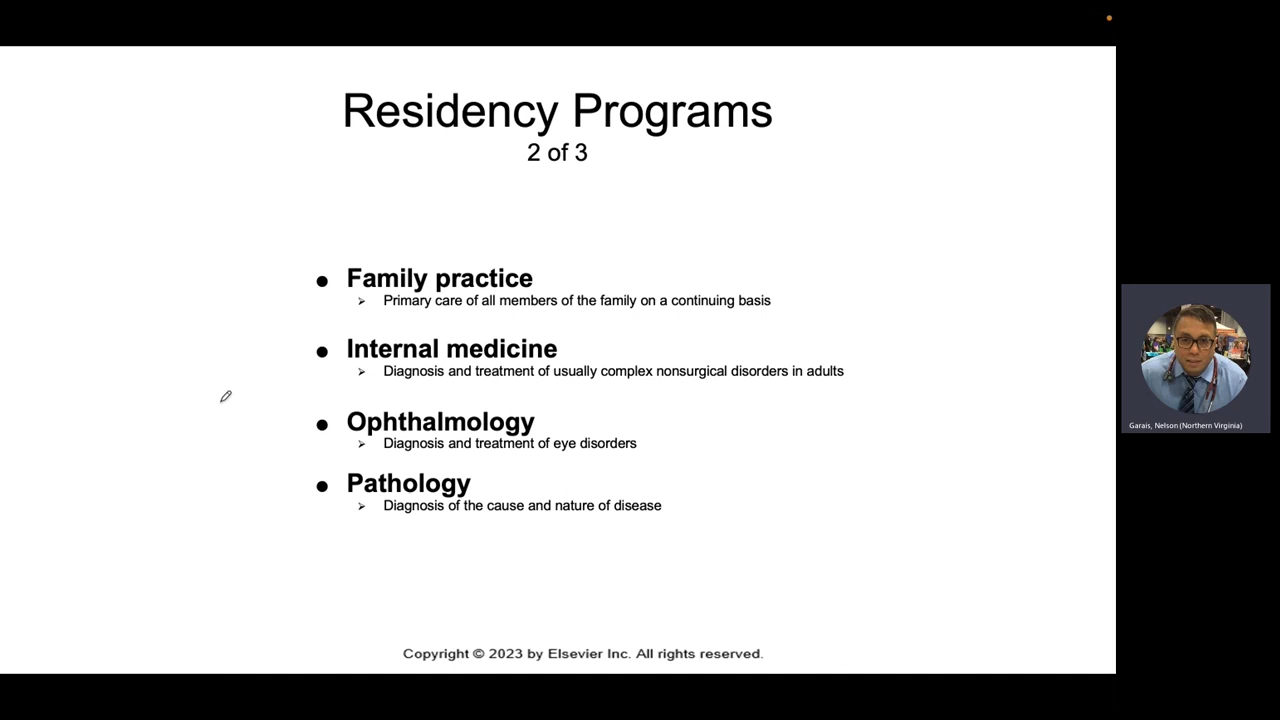 Residency Programs
2 of 3
● Family practice
➢ Primary care of all members of the family on a continuing basis
● Internal medicine
➢ Diagnosis and treatment of usually complex nonsurgical disorders in adults
● Ophthalmology
➢ Diagnosis and treatment of eye disorders
● Pathology
➢ Diagnosis of the cause and nature of disease
Copyright © 2023 by Elsevier Inc. All rights reserved.
Garais, Nelson (Northern Virginia)